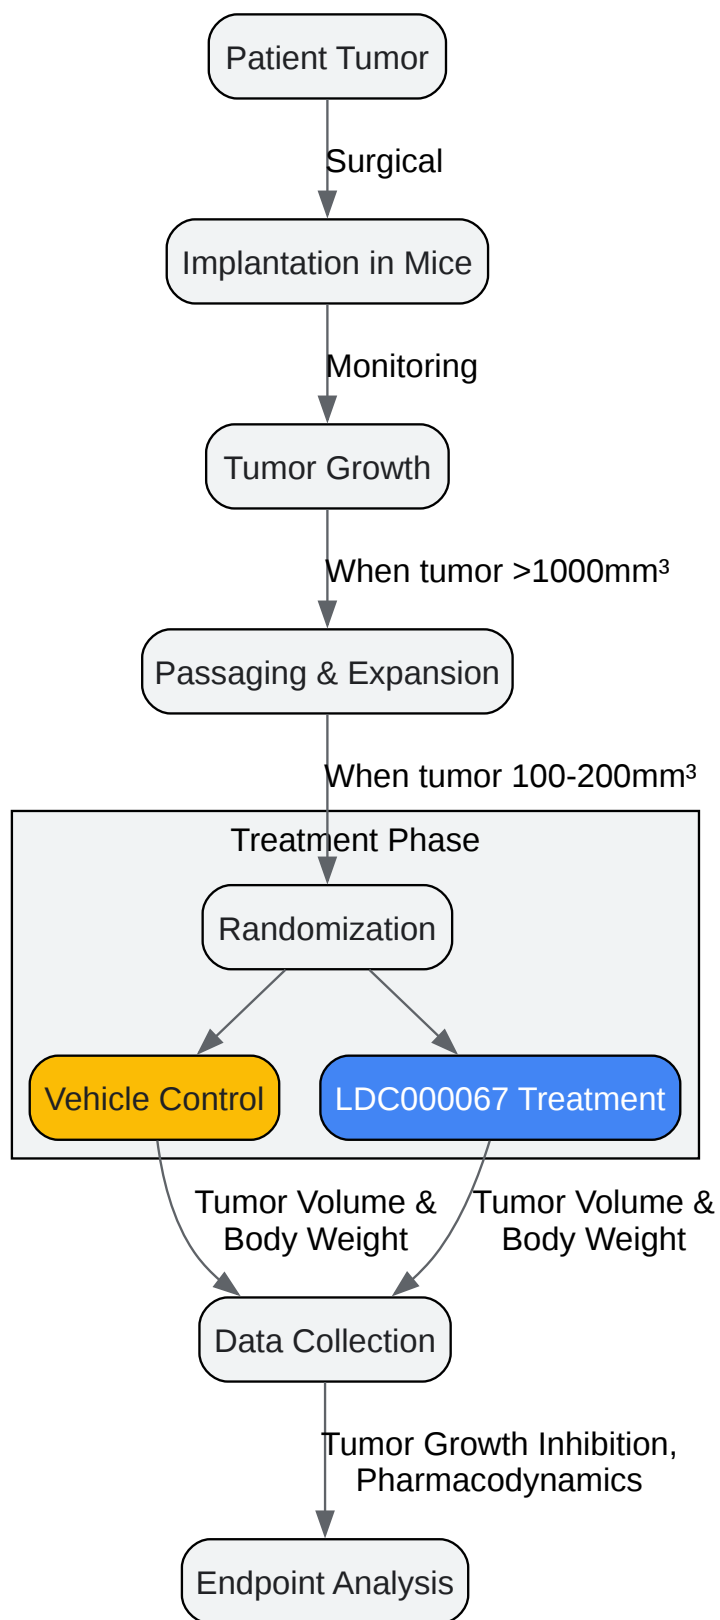 Patient Tumor
Surgical
Implantation in Mice
Monitoring
Tumor Growth
When tumor >1000mm³
Passaging & Expansion
When tumor 100-200mm³
Treatment Phase
Randomization
Vehicle Control
LDC000067 Treatment
Tumor Volume &
Body Weight
Tumor Volume &
Body Weight
Data Collection
Tumor Growth Inhibition,
Pharmacodynamics
Endpoint Analysis